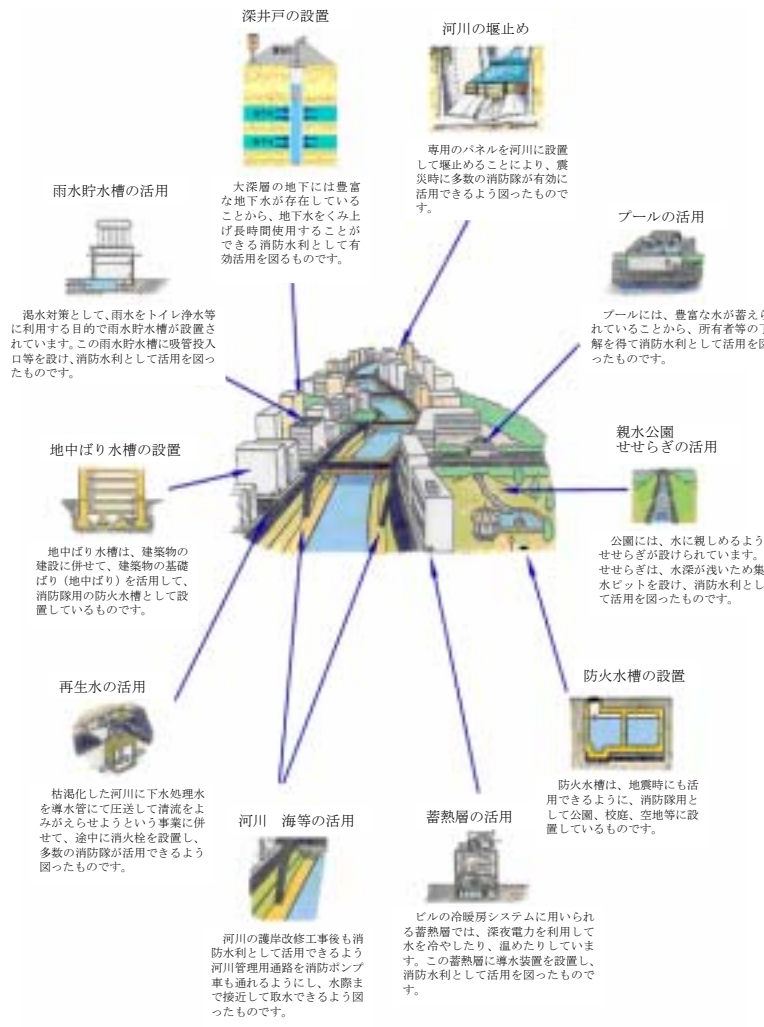 深井戸の設置
大深層の地下には豊富
な地下水が存在している
ことから、地下水をくみ上
げ長時間使用することが
できる消防水利として有
効活用を図るものです。
河川の堰止め
専用のパネルを河川に設置
して堰止めることにより、震
災時に多数の消防隊が有効に
活用できるよう図ったもので
す。
雨水貯水槽の活用
渇水対策として、雨水をトイレ浄水等
に利用する目的で雨水貯水槽が設置さ
れています。この雨水貯水槽に吸管投入
口等を設け、消防水利として活用を図っ
たものです。
プールの活用
プールには、豊富な水が蓄えら
れていることから、所有者等の了
解を得て消防水利として活用を図
ったものです。
地中ばり水槽の設置
地中ばり水槽は、建築物の
建設に併せて、建築物の基礎
ばり（地中ばり）を活用して、
消防隊用の防火水槽として設
置しているものです。
親水公園
せせらぎの活用
公園には、水に親しめるよう
せせらぎが設けられています。
せせらぎは、水深が浅いため集
水ピットを設け、消防水利とし
て活用を図ったものです。
再生水の活用
枯渇化した河川に下水処理水
を導水管にて圧送して清流をよ
みがえらせようという事業に併
せて、途中に消火栓を設置し、
多数の消防隊が活用できるよう
図ったものです。
防火水槽の設置
防火水槽は、地震時にも活
用できるように、消防隊用と
して公園、校庭、空地等に設
置しているものです。
河川　海等の活用
河川の護岸改修工事後も消
防水利として活用できるよう
河川管理用通路を消防ポンプ
車も通れるようにし、水際ま
で接近して取水できるよう図
ったものです。
蓄熱層の活用
ビルの冷暖房システムに用いられ
る蓄熱層では、深夜電力を利用して
水を冷やしたり、温めたりしていま
す。この蓄熱層に導水装置を設置し、
消防水利として活用を図ったもので
す。